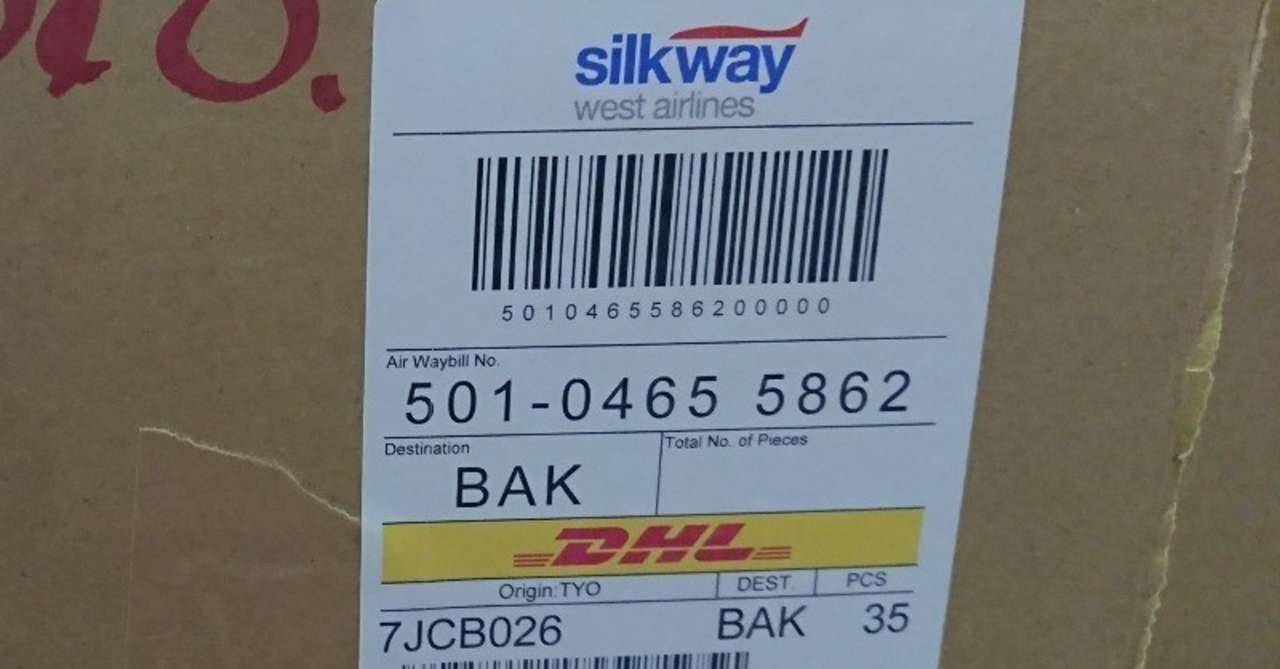 silkway
west airlines
5010465586200000
Air Waybill No.
501-0465 5862
Destination
Total No. of Pieces
BAK
DHL
Origin:TYO
DEST.
PCS
7JCB026
BAK
35